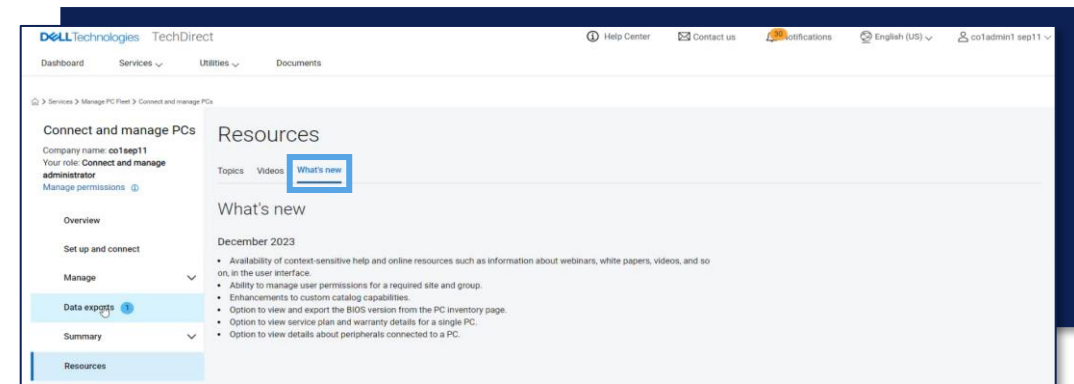 DELLTechnologies TechDirect
Help Center
Contact us
30
Notifications
English (US)
co1admin1 sep11
Dashboard
Services
Utilities
Documents
Services > Manage PC Fleet > Connect and manage PCs
Connect and manage PCs
Company name: co1sep11
Your role: Connect and manage
administrator
Manage permissions
Overview
Set up and connect
Manage
Data exports 1
Summary
Resources
Resources
Topics
Videos
What's new
What's new
December 2023
• Availability of context-sensitive help and online resources such as information about webinars, white papers, videos, and so
on, in the user interface.
• Ability to manage user permissions for a required site and group.
• Enhancements to custom catalog capabilities.
• Option to view and export the BIOS version from the PC inventory page.
• Option to view service plan and warranty details for a single PC.
• Option to view details about peripherals connected to a PC.